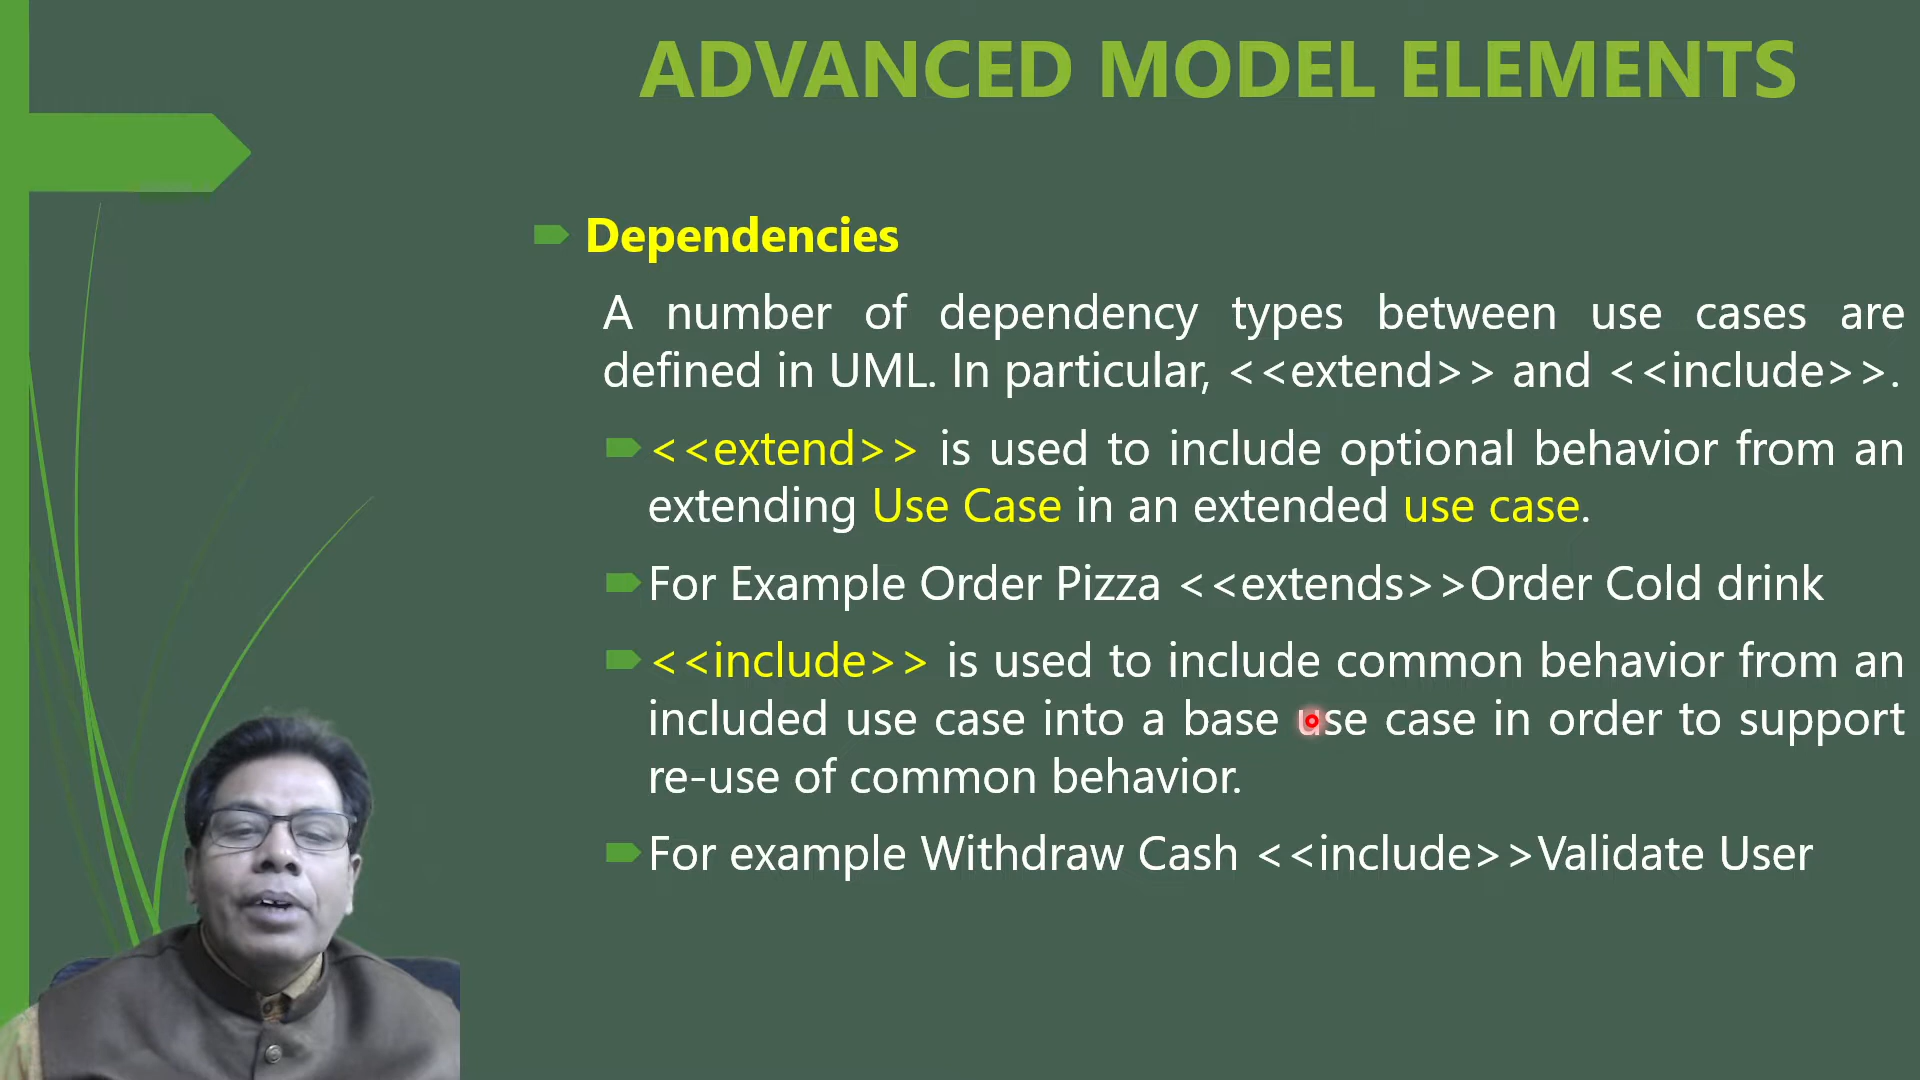 ADVANCED MODEL ELEMENTS
Dependencies
A number of dependency types between use cases are
defined in UML. In particular, <<extend>> and <<include>>.
<<extend>> is used to include optional behavior from an
extending Use Case in an extended use case.
For Example Order Pizza <<extends>>Order Cold drink
<<include>> is used to include common behavior from an
included use case into a base use case in order to support
re-use of common behavior.
For example Withdraw Cash <<include>>Validate User